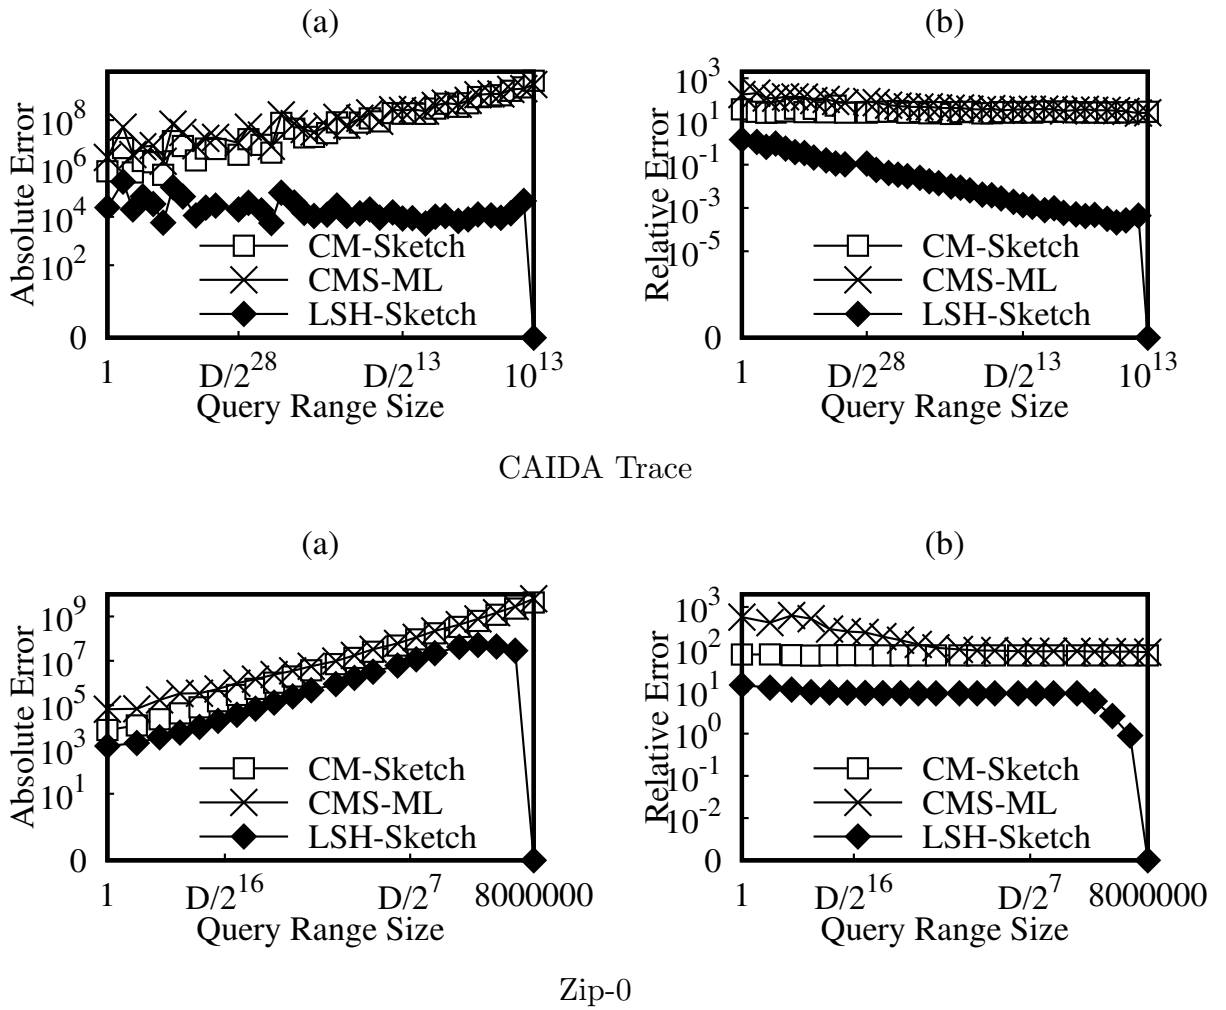 (a)
(b)
Absolute Error
10^8
10^6
10^4
10^2
0
CM-Sketch
CMS-ML
LSH-Sketch
1
D/2^28
D/2^13
10^13
Query Range Size
Relative Error
10^3
10^1
10^-1
10^-3
10^-5
0
CM-Sketch
CMS-ML
LSH-Sketch
1
D/2^28
D/2^13
10^13
Query Range Size
CAIDA Trace
(a)
(b)
Absolute Error
10^9
10^7
10^5
10^3
10^1
0
CM-Sketch
CMS-ML
LSH-Sketch
1
D/2^16
D/2^7
8000000
Query Range Size
Relative Error
10^3
10^2
10^1
10^0
10^-1
10^-2
0
CM-Sketch
CMS-ML
LSH-Sketch
1
D/2^16
D/2^7
8000000
Query Range Size
Zip-0